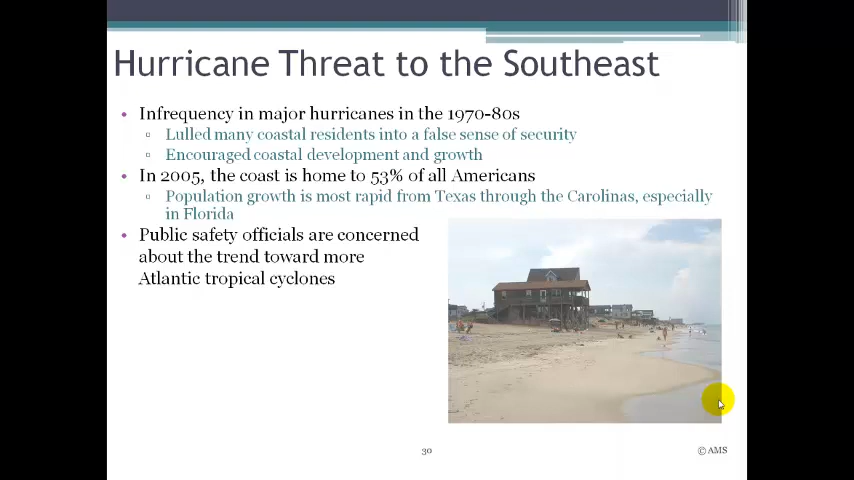 Hurricane Threat to the Southeast
• Infrequency in major hurricanes in the 1970-80s
▫ Lulled many coastal residents into a false sense of security
▫ Encouraged coastal development and growth
• In 2005, the coast is home to 53% of all Americans
▫ Population growth is most rapid from Texas through the Carolinas, especially
in Florida
• Public safety officials are concerned
about the trend toward more
Atlantic tropical cyclones
30
© AMS